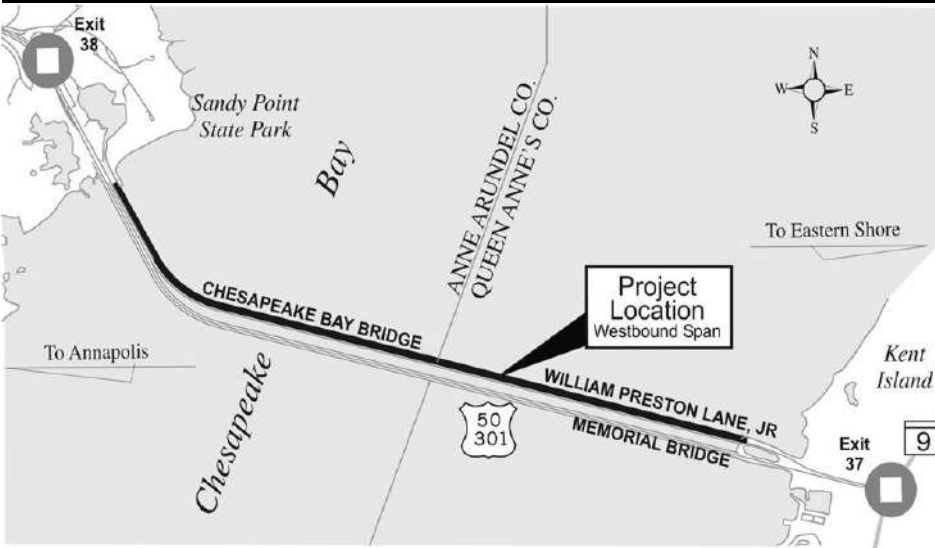 Exit
38
Sandy Point
State Park
Bay
ANNE ARUNDEL CO.
QUEEN ANNE'S CO.
N
W
E
S
To Eastern Shore
Project
Location
Westbound Span
CHESAPEAKE BAY BRIDGE
To Annapolis
Chesapeake
50
301
WILLIAM PRESTON LANE, JR
MEMORIAL BRIDGE
Kent
Island
Exit
37
9